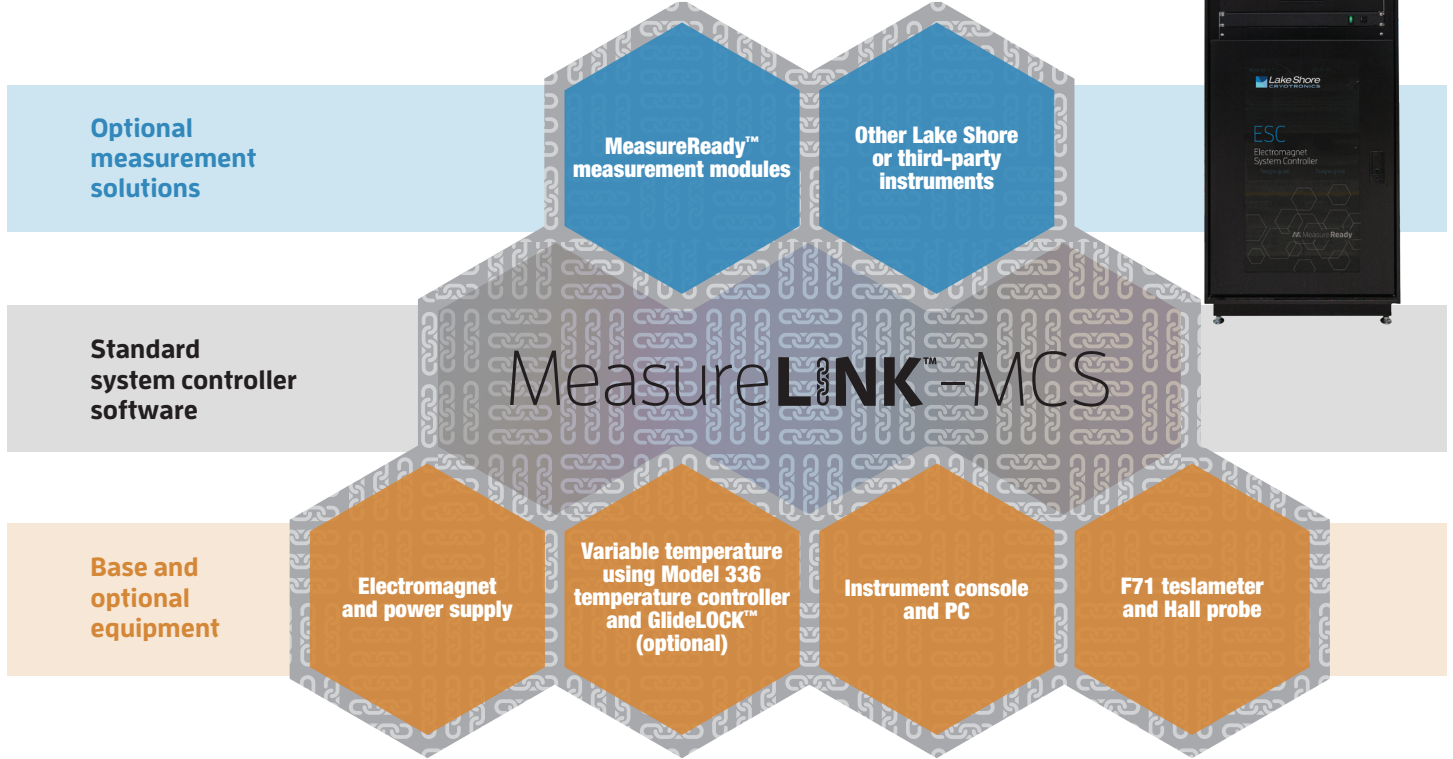 Optional
measurement
solutions
MeasureReady™
measurement modules
Other Lake Shore
or third-party
instruments
Lake Shore
CRYOTRONICS
ESC
Electromagnet
System Controller
MeasureReady
Standard
system controller
software
MeasureLINK™-MCS
Base and
optional
equipment
Electromagnet
and power supply
Variable temperature
using Model 336
temperature controller
and GlideLOCK™
(optional)
Instrument console
and PC
F71 teslameter
and Hall probe